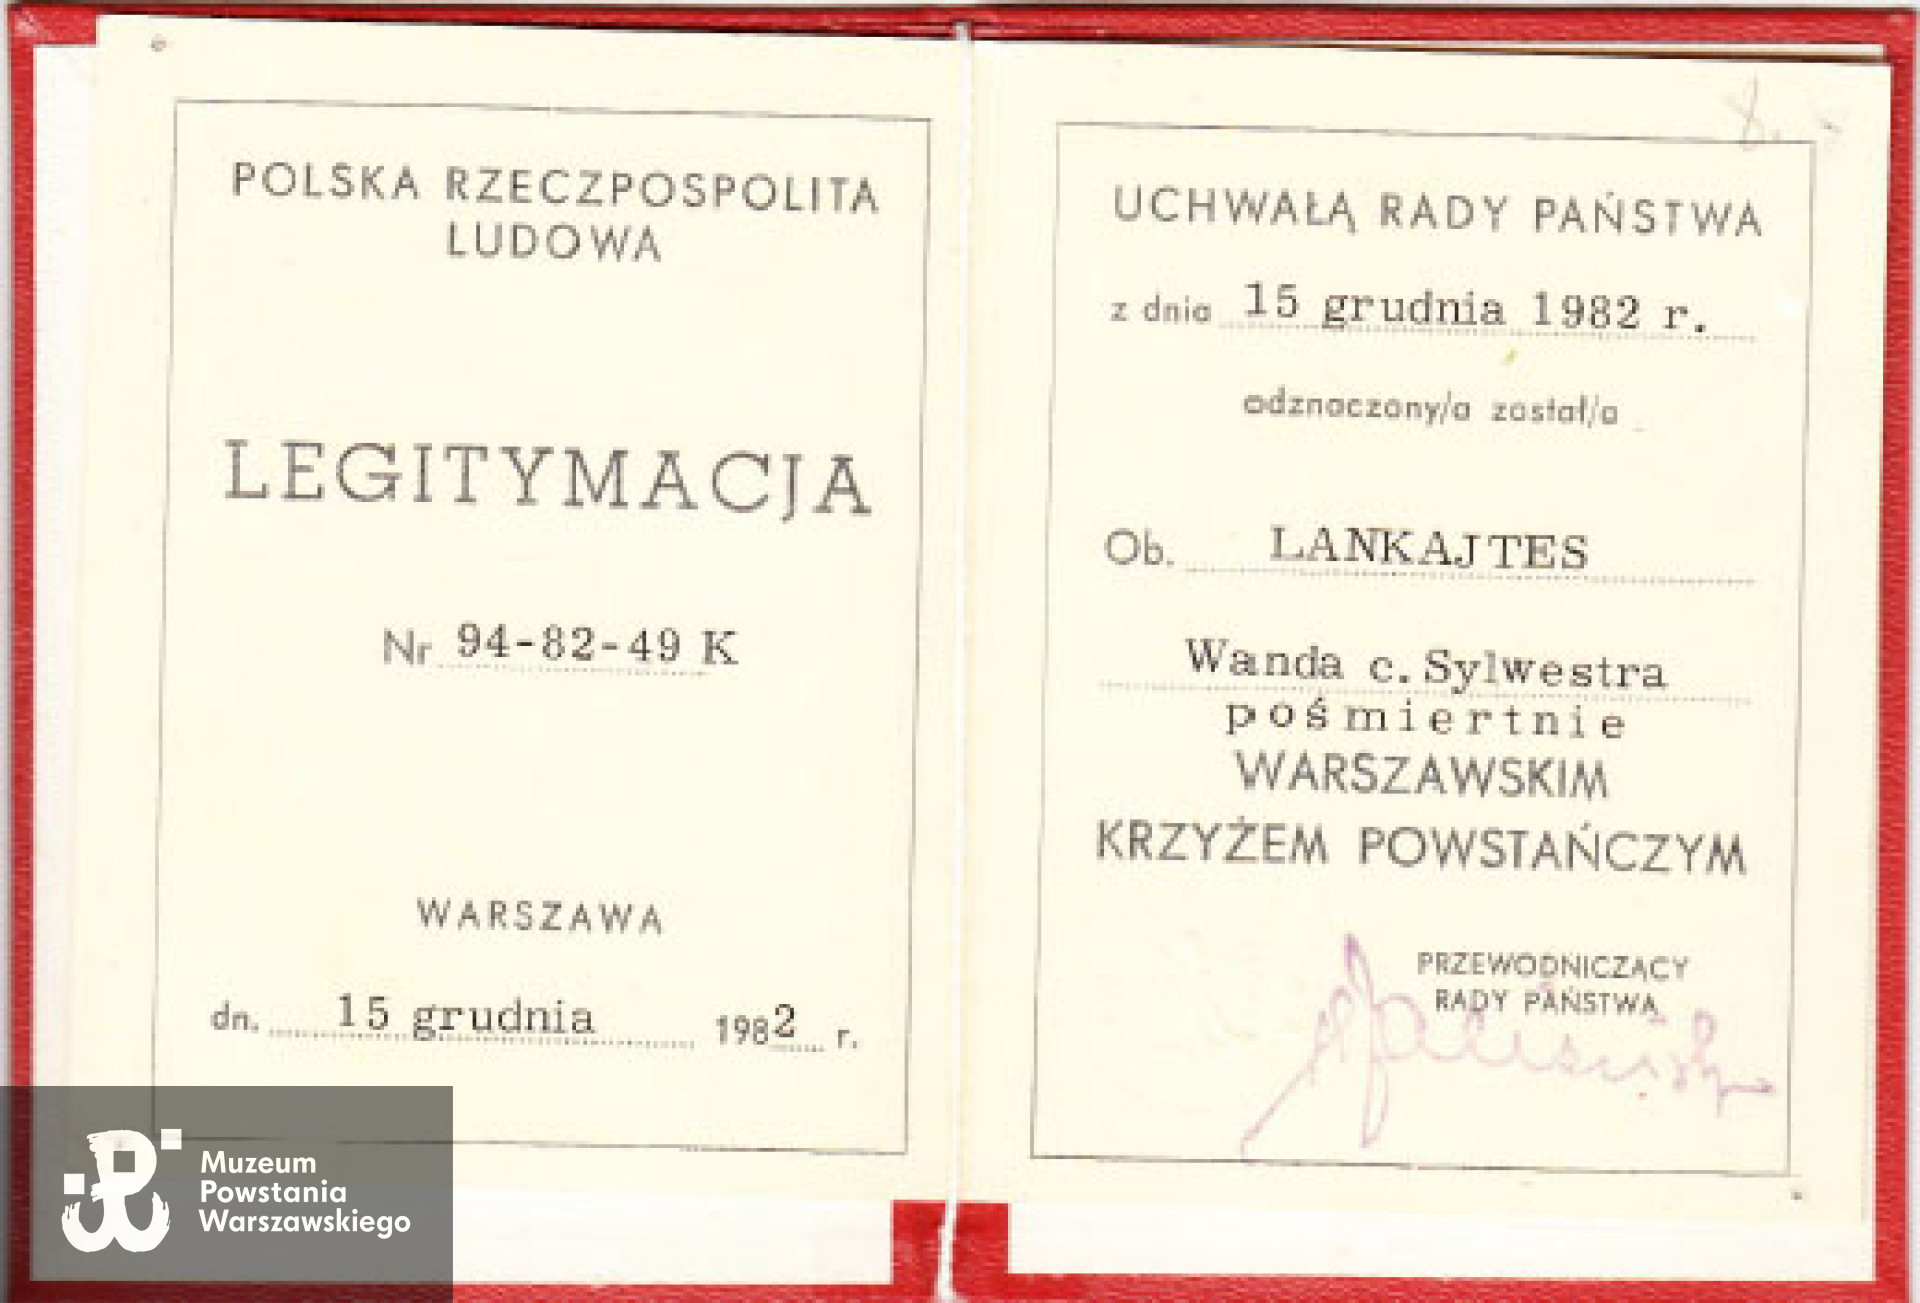 POLSKA RZECZPOSPOLITA
LUDOWA
LEGITYMACJA
Nr 94-82-49 K
WARSZAWA
dn. 15 grudnia 1982 r.
UCHWAŁĄ RADY PAŃSTWA
z dnia 15 grudnia 1982 r.
odznaczony/a został/a
Ob. LANKAJTES
Wanda c. Sylwestra
pośmiertnie
WARSZAWSKIM
KRZYŻEM POWSTAŃCZYM
PRZEWODNICZĄCY
RADY PAŃSTWA
Muzeum
Powstania
Warszawskiego